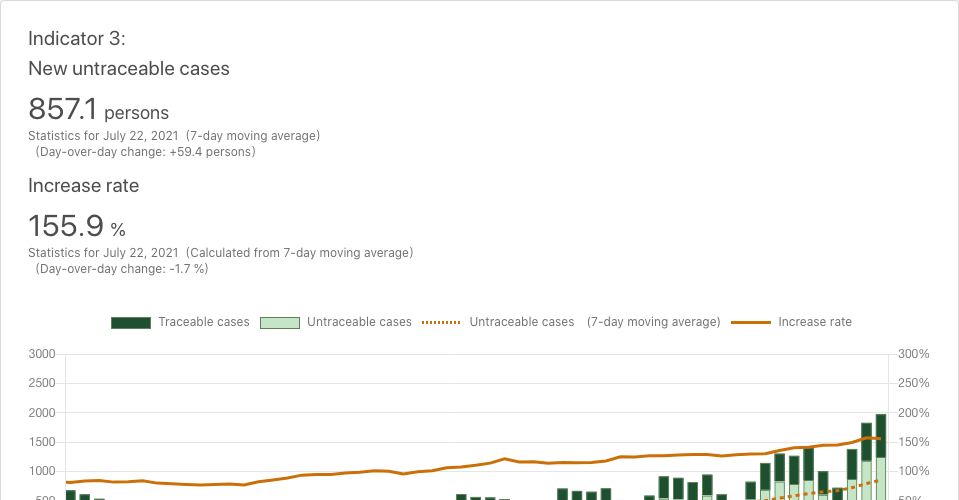 Indicator 3:
New untraceable cases
857.1 persons
Statistics for July 22, 2021 (7-day moving average)
(Day-over-day change: +59.4 persons)
Increase rate
155.9 %
Statistics for July 22, 2021 (Calculated from 7-day moving average)
(Day-over-day change: -1.7 %)
Traceable cases Untraceable cases Untraceable cases (7-day moving average) Increase rate
3000 300%
2500 250%
2000 200%
1500 150%
1000 100%
500 50%